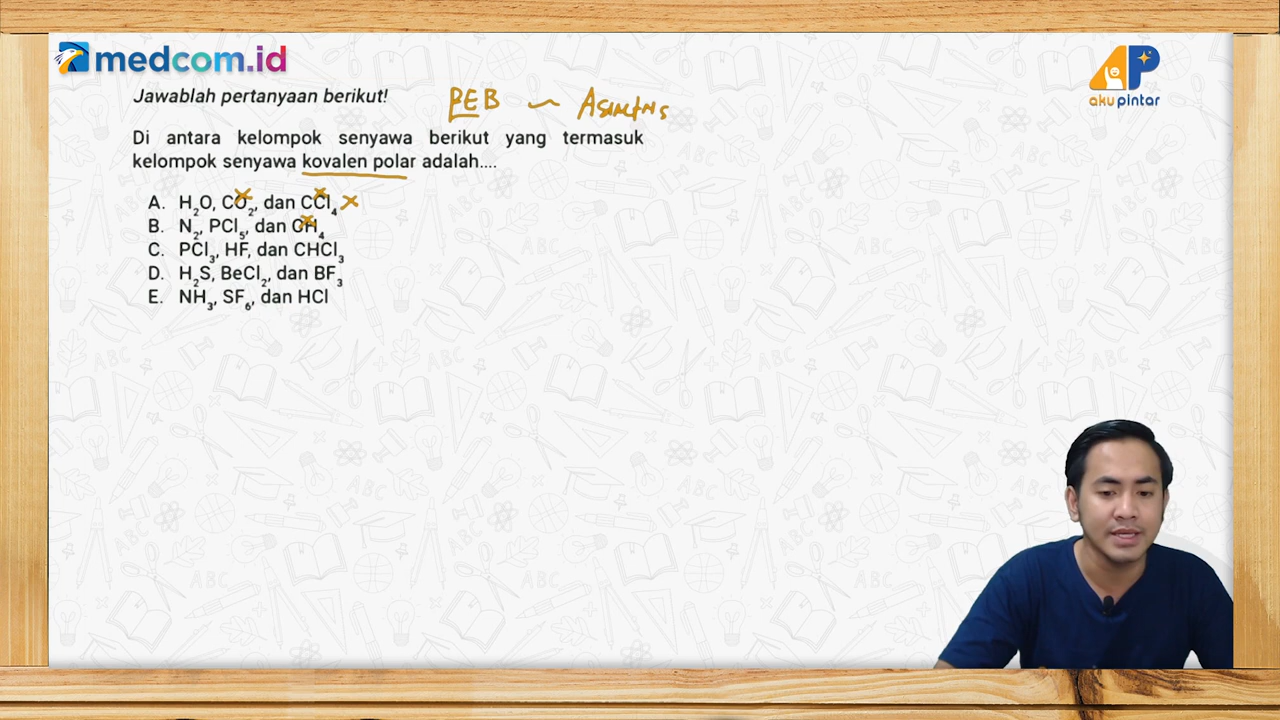 medcom.id
AP
aku pintar
Jawablah pertanyaan berikut!
PEB ~ Asimtris
Di antara kelompok senyawa berikut yang termasuk
kelompok senyawa kovalen polar adalah....
A. H₂O, CO₂, dan CCl₄ x
B. N₂, PCl₅, dan CH₄
C. PCl₃, HF, dan CHCl₃
D. H₂S, BeCl₂, dan BF₃
E. NH₃, SF₆, dan HCl